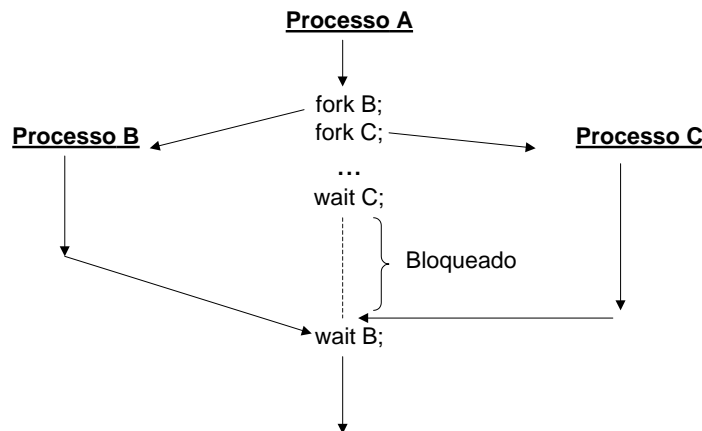 Processo A
fork B;
fork C;
Processo B
Processo C
...
wait C;
Bloqueado
wait B;